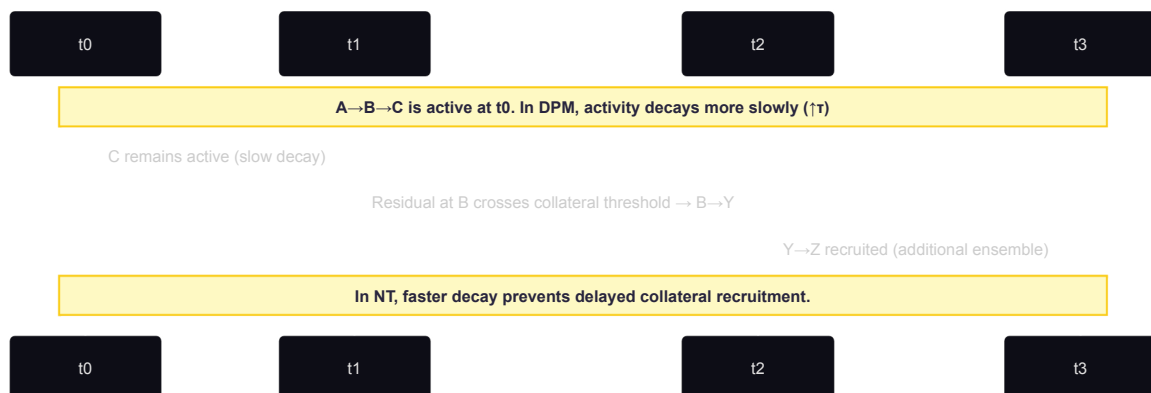 t0 t1 t2 t3
A→B→C is active at t0. In DPM, activity decays more slowly (↑τ)
C remains active (slow decay)
Residual at B crosses collateral threshold → B→Y
Y→Z recruited (additional ensemble)
In NT, faster decay prevents delayed collateral recruitment.
t0 t1 t2 t3